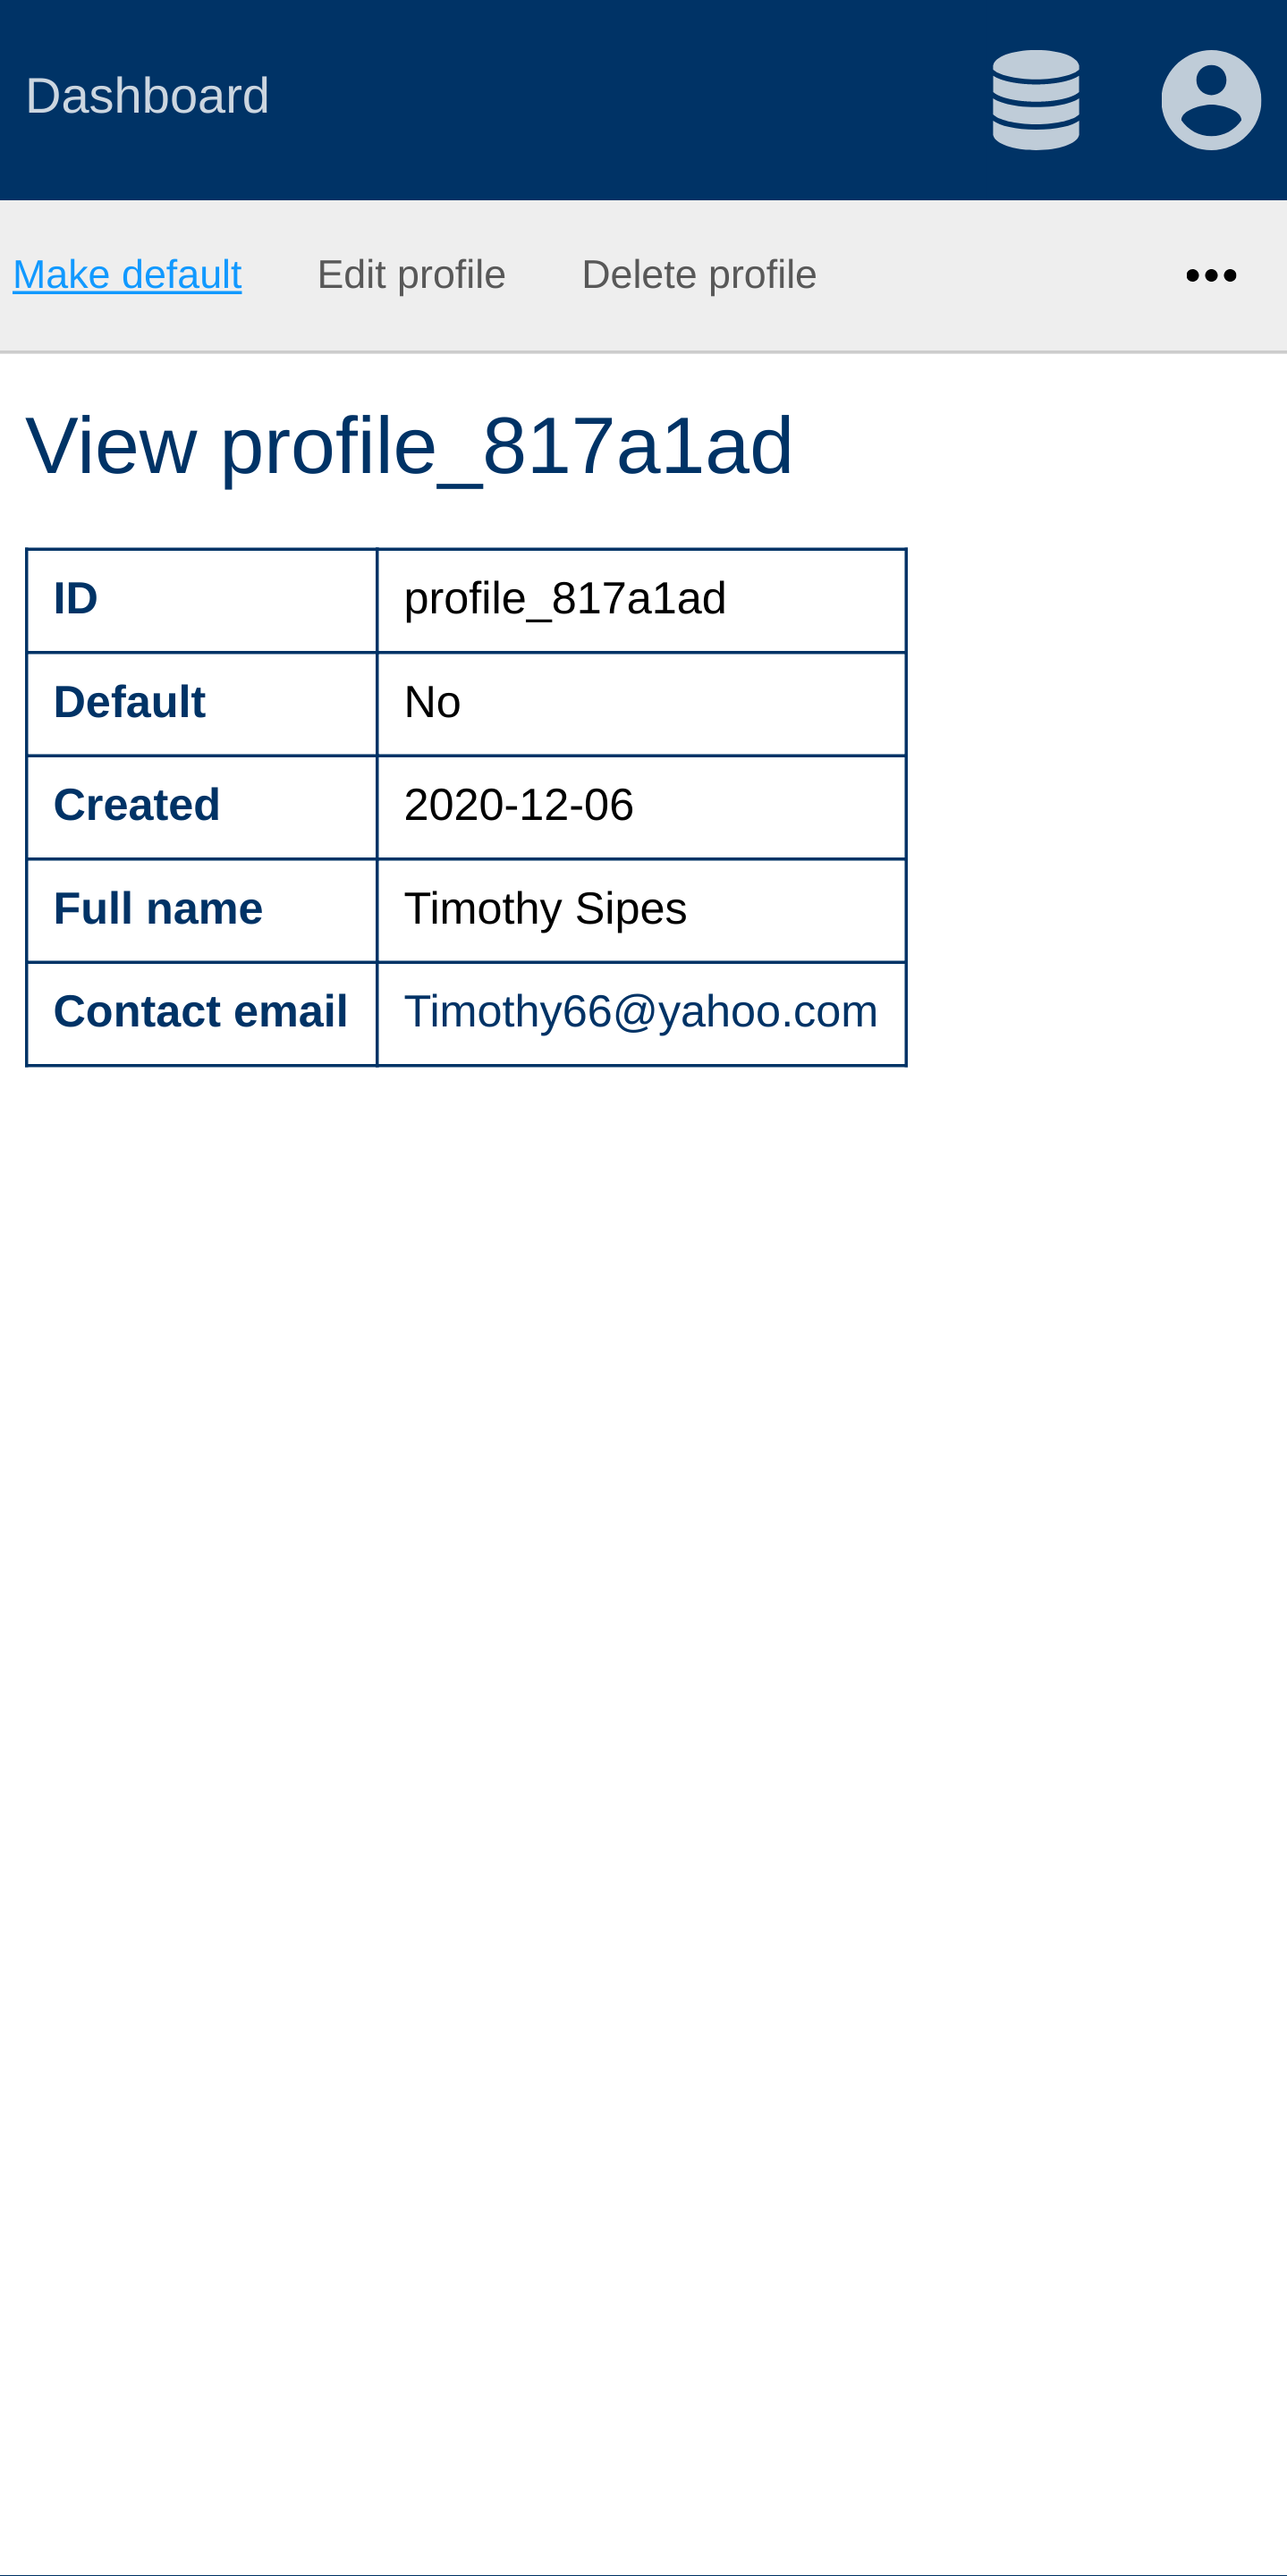 Dashboard
Make default Edit profile Delete profile •••
View profile_817a1ad
ID profile_817a1ad
Default No
Created 2020-12-06
Full name Timothy Sipes
Contact email Timothy66@yahoo.com